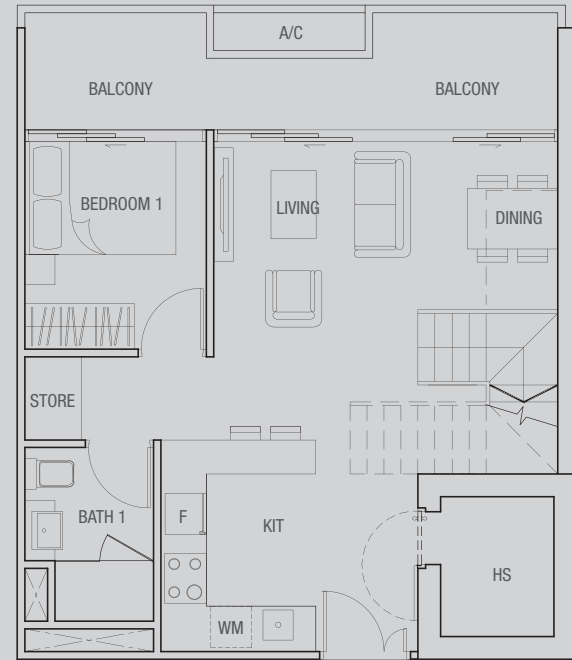 A/C
BALCONY
BALCONY
BEDROOM 1
LIVING
DINING
STORE
BATH 1
F
KIT
HS
WM